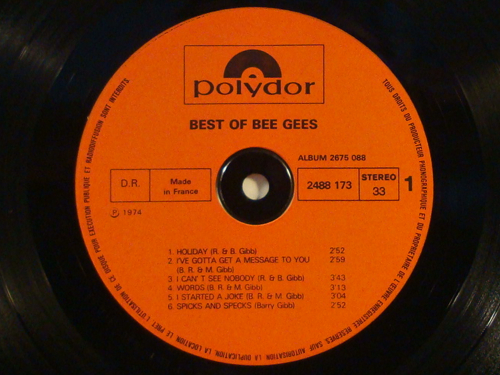 polydor
BEST OF BEE GEES
ALBUM 2675 088
D.R.
Made
in France
2488 173
STEREO
33
1
℗ 1974
1. HOLIDAY (R. & B. Gibb) 2'52
2. I'VE GOTTA GET A MESSAGE TO YOU 2'59
(B. R. & M. Gibb)
3. I CAN'T SEE NOBODY (R. & B. Gibb) 3'43
4. WORDS (B. R. & M. Gibb) 3'13
5. I STARTED A JOKE (B. R. & M. Gibb) 3'04
6. SPICKS AND SPECKS (Barry Gibb) 2'52
TOUS DROITS DU PRODUCTEUR PHONOGRAPHIQUE ET DU PROPRIETAIRE DE L'ŒUVRE ENREGISTREE RESERVES. SAUF AUTORISATION LA DUPLICATION, LA LOCATION, LE PRET, L'UTILISATION DE CE DISQUE POUR EXECUTION PUBLIQUE ET RADIODIFFUSION SONT INTERDITS